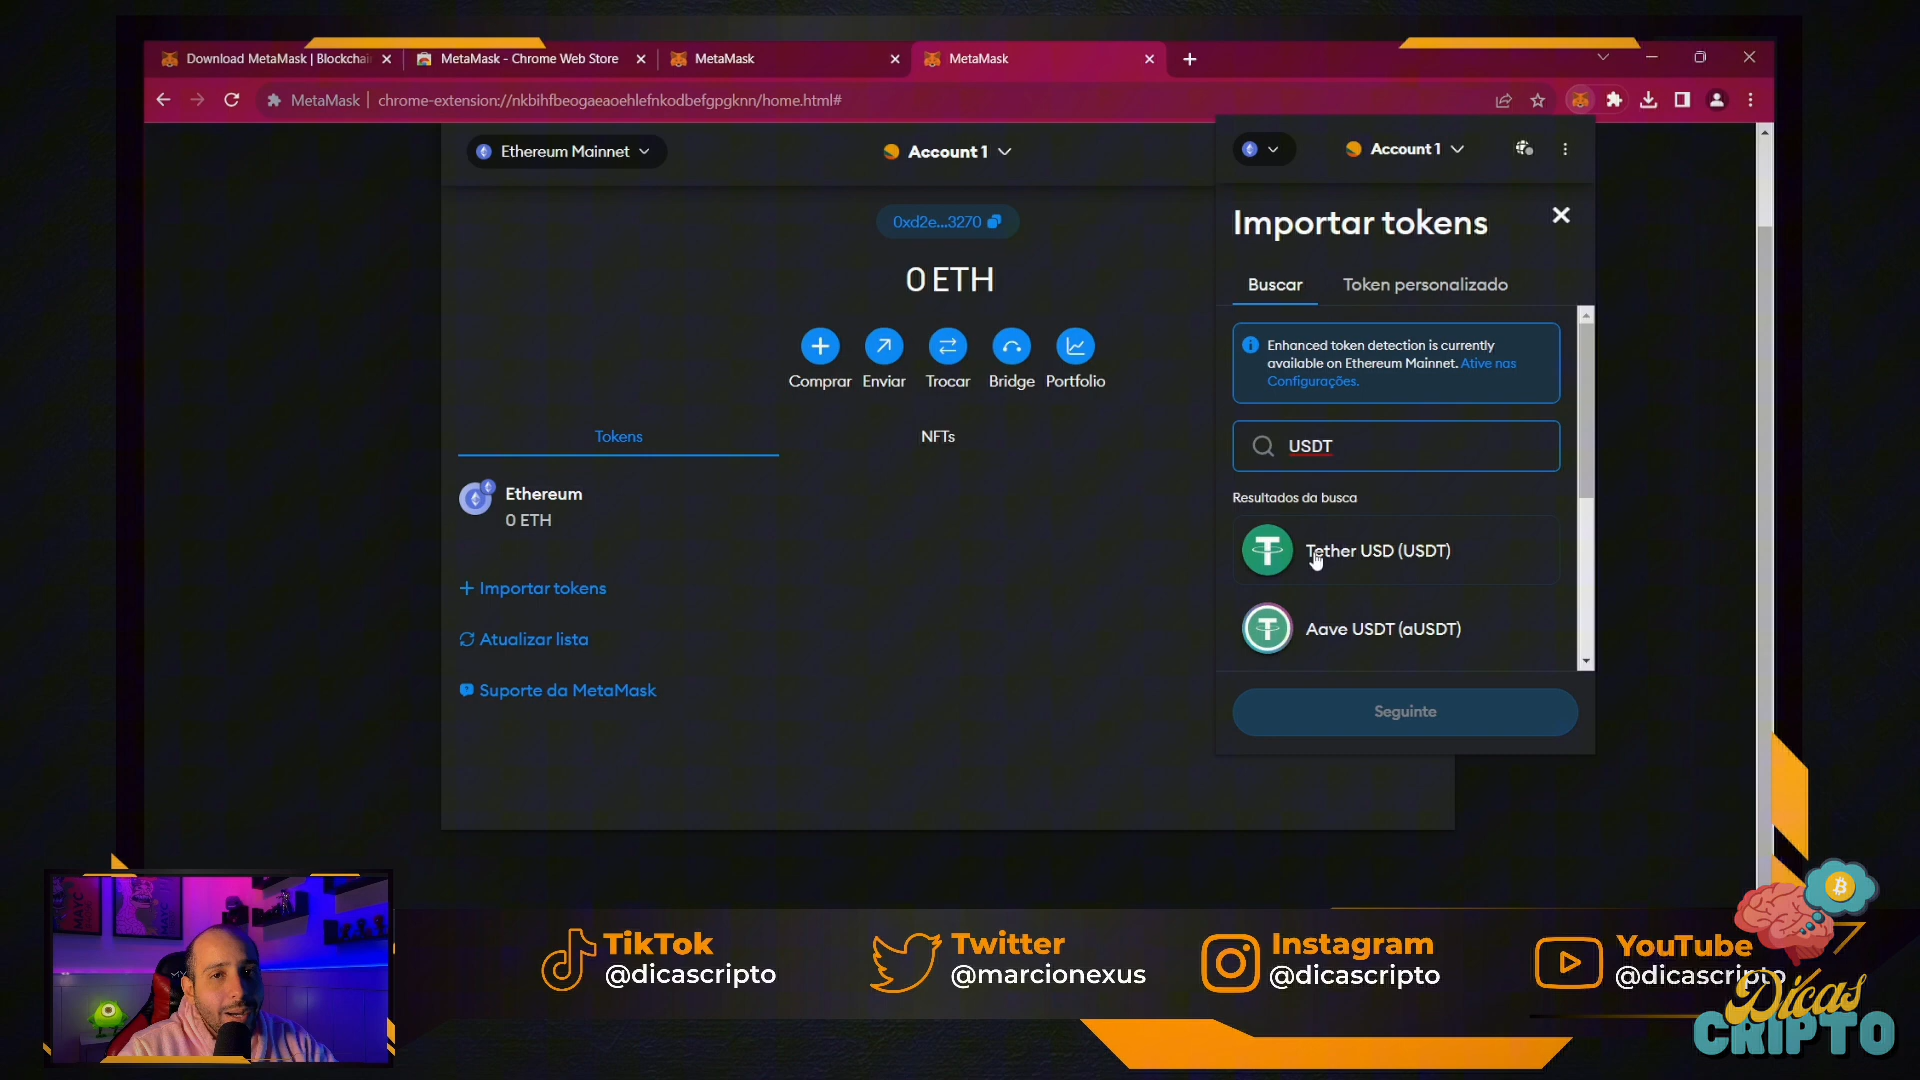 Download MetaMask | Blockchai
MetaMask - Chrome Web Store
MetaMask
MetaMask
MetaMask
chrome-extension://nkbihfbeogaeaoehlefnkodbefgpgknn/home.html#
Ethereum Mainnet
Account 1
Account 1
0xd2e...3270
0 ETH
Comprar
Enviar
Trocar
Bridge
Portfolio
Tokens
NFTs
Ethereum
0 ETH
+ Importar tokens
Atualizar lista
Suporte da MetaMask
Importar tokens
Buscar
Token personalizado
Enhanced token detection is currently
available on Ethereum Mainnet. Ative nas
Configurações.
USDT
Resultados da busca
Tether USD (USDT)
Aave USDT (aUSDT)
Seguinte
MAYC
TikTok
@dicascripto
Twitter
@marcionexus
Instagram
@dicascripto
YouTube
@dicascripto
Dicas
CRIPTO